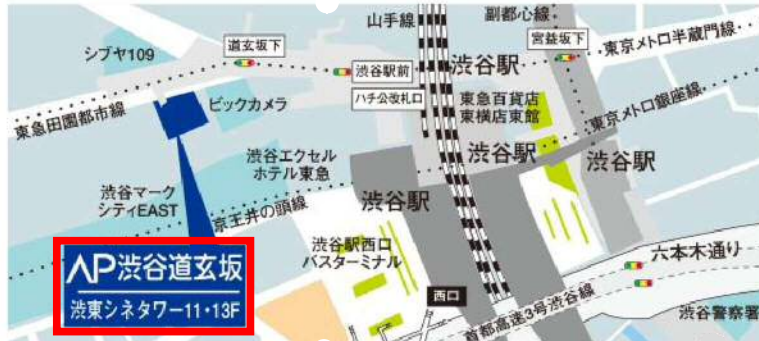 山手線
副都心線
道玄坂下
宮益坂下
東京メトロ半蔵門線
シブヤ109
渋谷駅前
渋谷駅
ビックカメラ
ハチ公改札口
東急百貨店
東横店東館
東京メトロ銀座線
東急田園都市線
渋谷エクセル
ホテル東急
渋谷駅
渋谷駅
渋谷マーク
シティEAST
渋谷駅
京王井の頭線
渋谷駅西口
バスターミナル
六本木通り
AP渋谷道玄坂
渋東シネタワー11・13F
西口
首都高速3号渋谷線
渋谷警察署